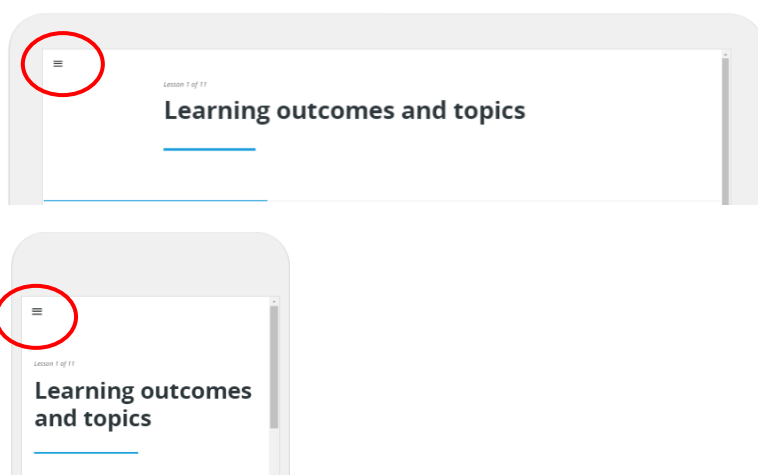 Lesson 1 of 11
Learning outcomes and topics
Lesson 1 of 11
Learning outcomes
and topics